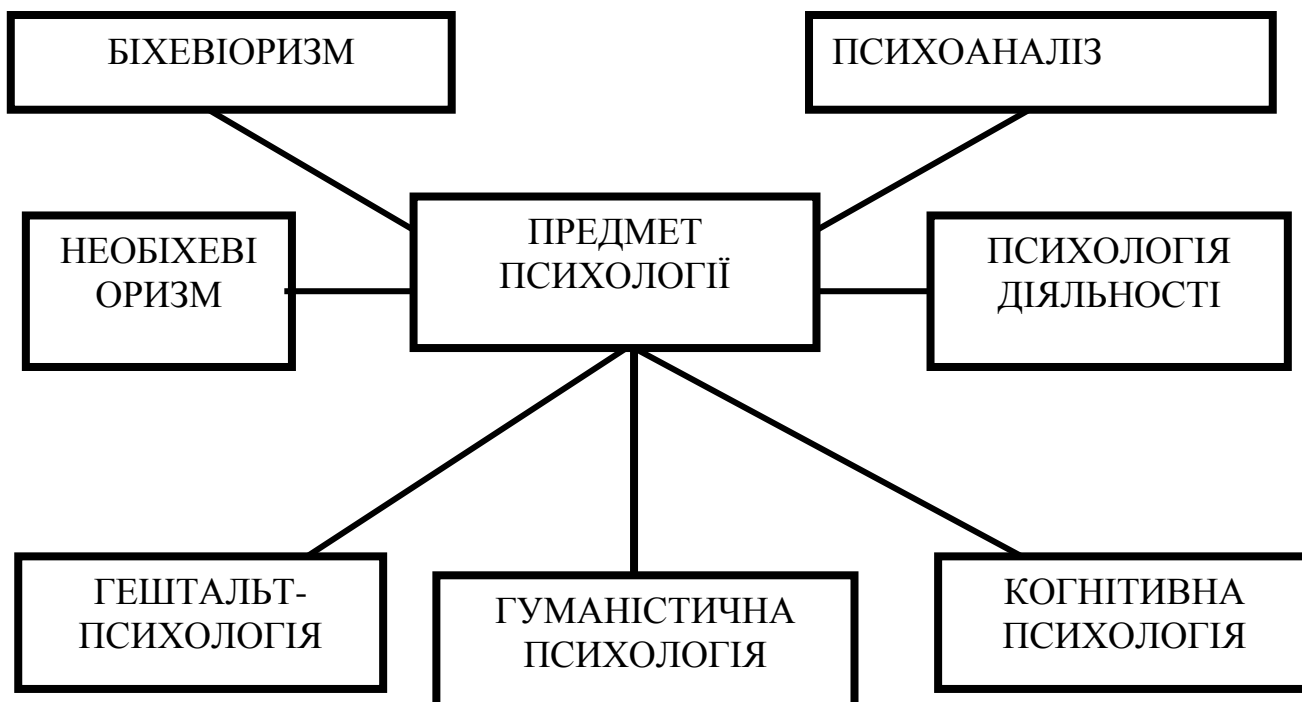 БІХЕВІОРИЗМ
ПСИХОАНАЛІЗ
ПРЕДМЕТ
ПСИХОЛОГІЇ
НЕОБІХЕВІ
ОРИЗМ
ПСИХОЛОГІЯ
ДІЯЛЬНОСТІ
ГЕШТАЛЬТ-
ПСИХОЛОГІЯ
ГУМАНІСТИЧНА
ПСИХОЛОГІЯ
КОГНІТИВНА
ПСИХОЛОГІЯ